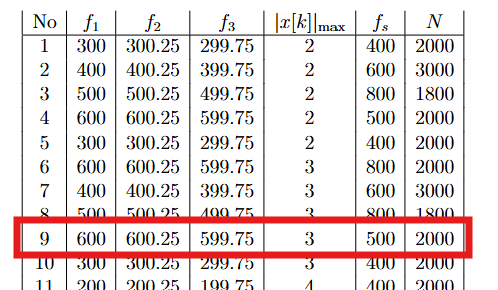 No f₁ f₂ f₃ |x[k]|max fₛ N
1 300 300.25 299.75 2 400 2000
2 400 400.25 399.75 2 600 3000
3 500 500.25 499.75 2 800 1800
4 600 600.25 599.75 2 500 2000
5 300 300.25 299.75 2 400 2000
6 600 600.25 599.75 3 800 2000
7 400 400.25 399.75 3 600 3000
8 500 500.25 499.75 3 800 1800
9 600 600.25 599.75 3 500 2000
10 300 300.25 299.75 3 400 2000
11 200 200.25 199.75 4 400 2000